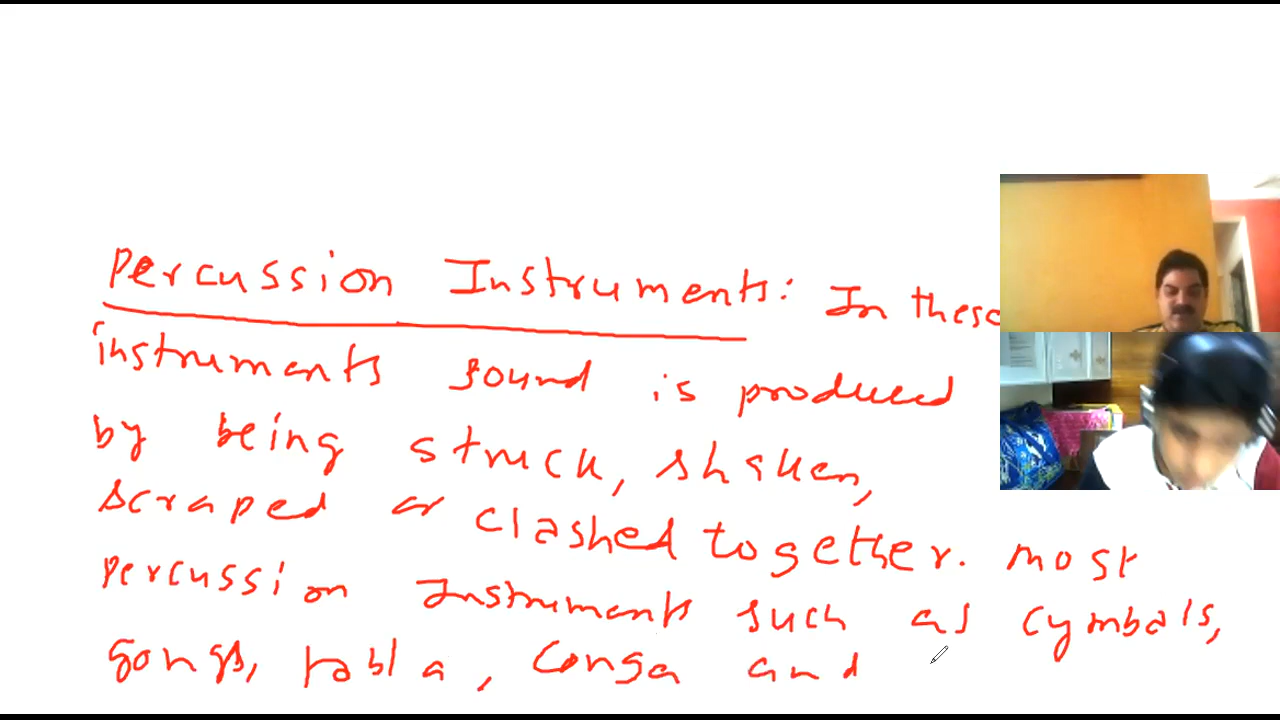 Percussion Instruments: In these
instruments sound is produced
by being struck, shaken,
scraped or clashed together. most
percussion Instruments such as cymbals,
gongs, tabla, conga and